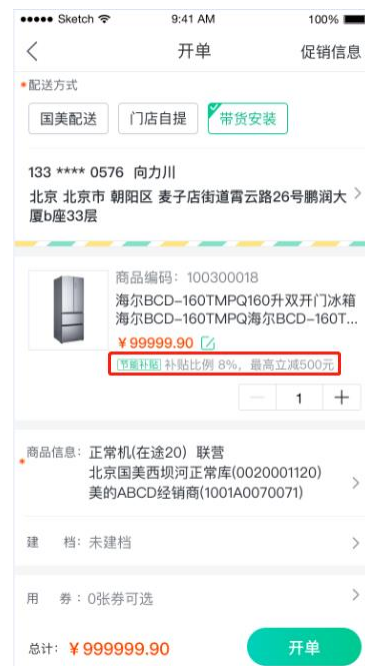 Sketch 9:41 AM 100%
开单 促销信息
*配送方式
国美配送 门店自提 带货安装
133 **** 0576 向力川
北京 北京市 朝阳区 麦子店街道霄云路26号鹏润大
厦b座33层
商品编码：100300018
海尔BCD-160TMPQ160升双开门冰箱
海尔BCD-160TMPQ海尔BCD-160T...
¥99999.90
节能补贴 补贴比例 8%，最高立减500元
1
*商品信息：正常机(在途20) 联营
北京国美西坝河正常库(0020001120)
美的ABCD经销商(1001A0070071)
建 档：未建档
用 券：0张券可选
总计：¥999999.90 开单